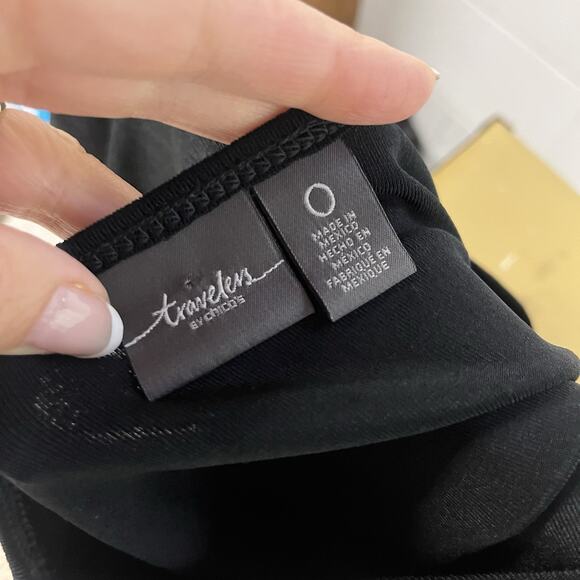 travelers
BY CHICO'S
0
MADE IN
MEXICO
HECHO EN
MÉXICO
FABRIQUÉ EN
MEXIQUE